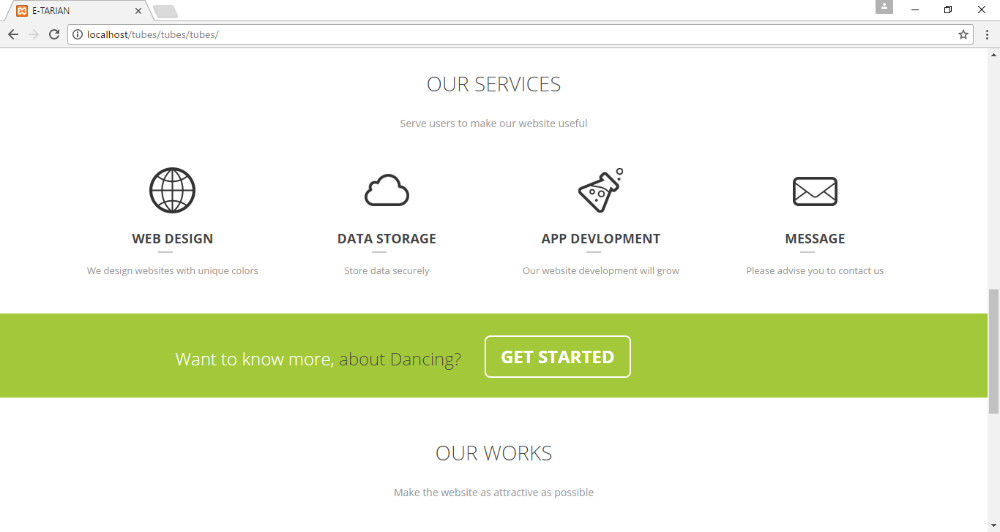 E-TARIAN
localhost/tubes/tubes/tubes/
OUR SERVICES
Serve users to make our website useful
WEB DESIGN
We design websites with unique colors
DATA STORAGE
Store data securely
APP DEVLOPMENT
Our website development will grow
MESSAGE
Please advise you to contact us
Want to know more, about Dancing?
GET STARTED
OUR WORKS
Make the website as attractive as possible